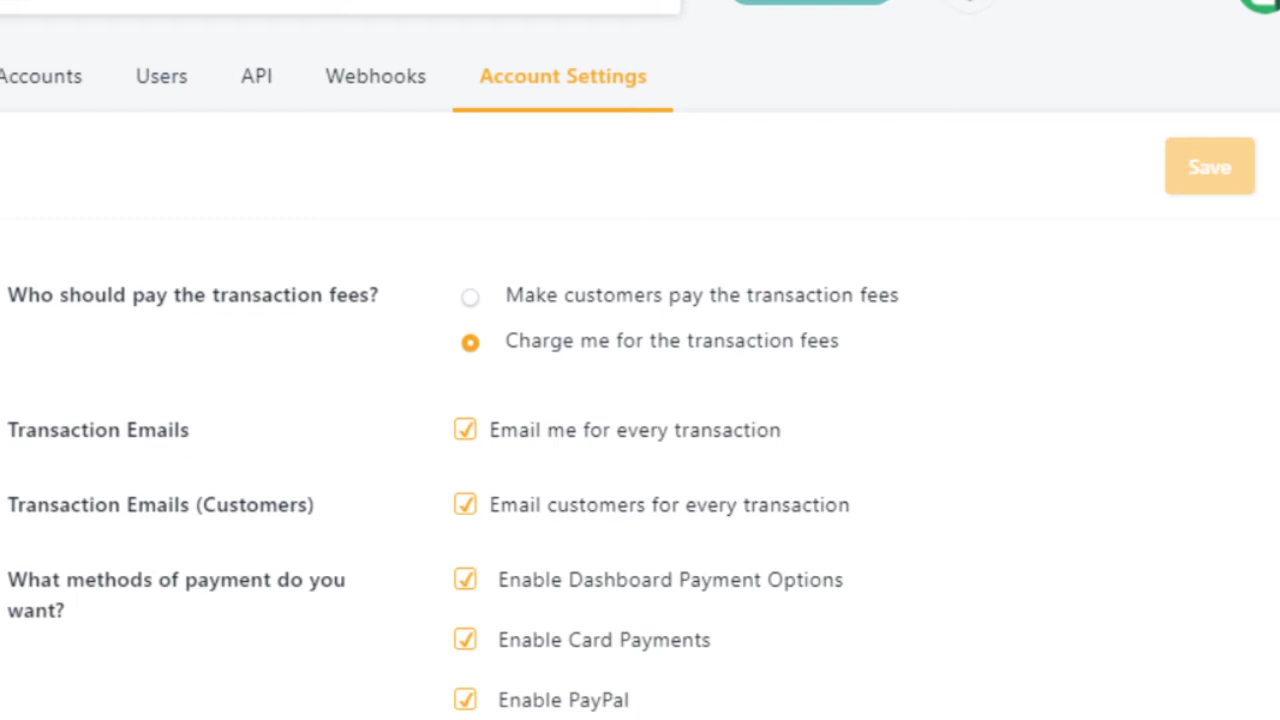 Accounts Users API Webhooks Account Settings
Save
Who should pay the transaction fees? Make customers pay the transaction fees
Charge me for the transaction fees
Transaction Emails Email me for every transaction
Transaction Emails (Customers) Email customers for every transaction
What methods of payment do you Enable Dashboard Payment Options
want?
Enable Card Payments
Enable PayPal